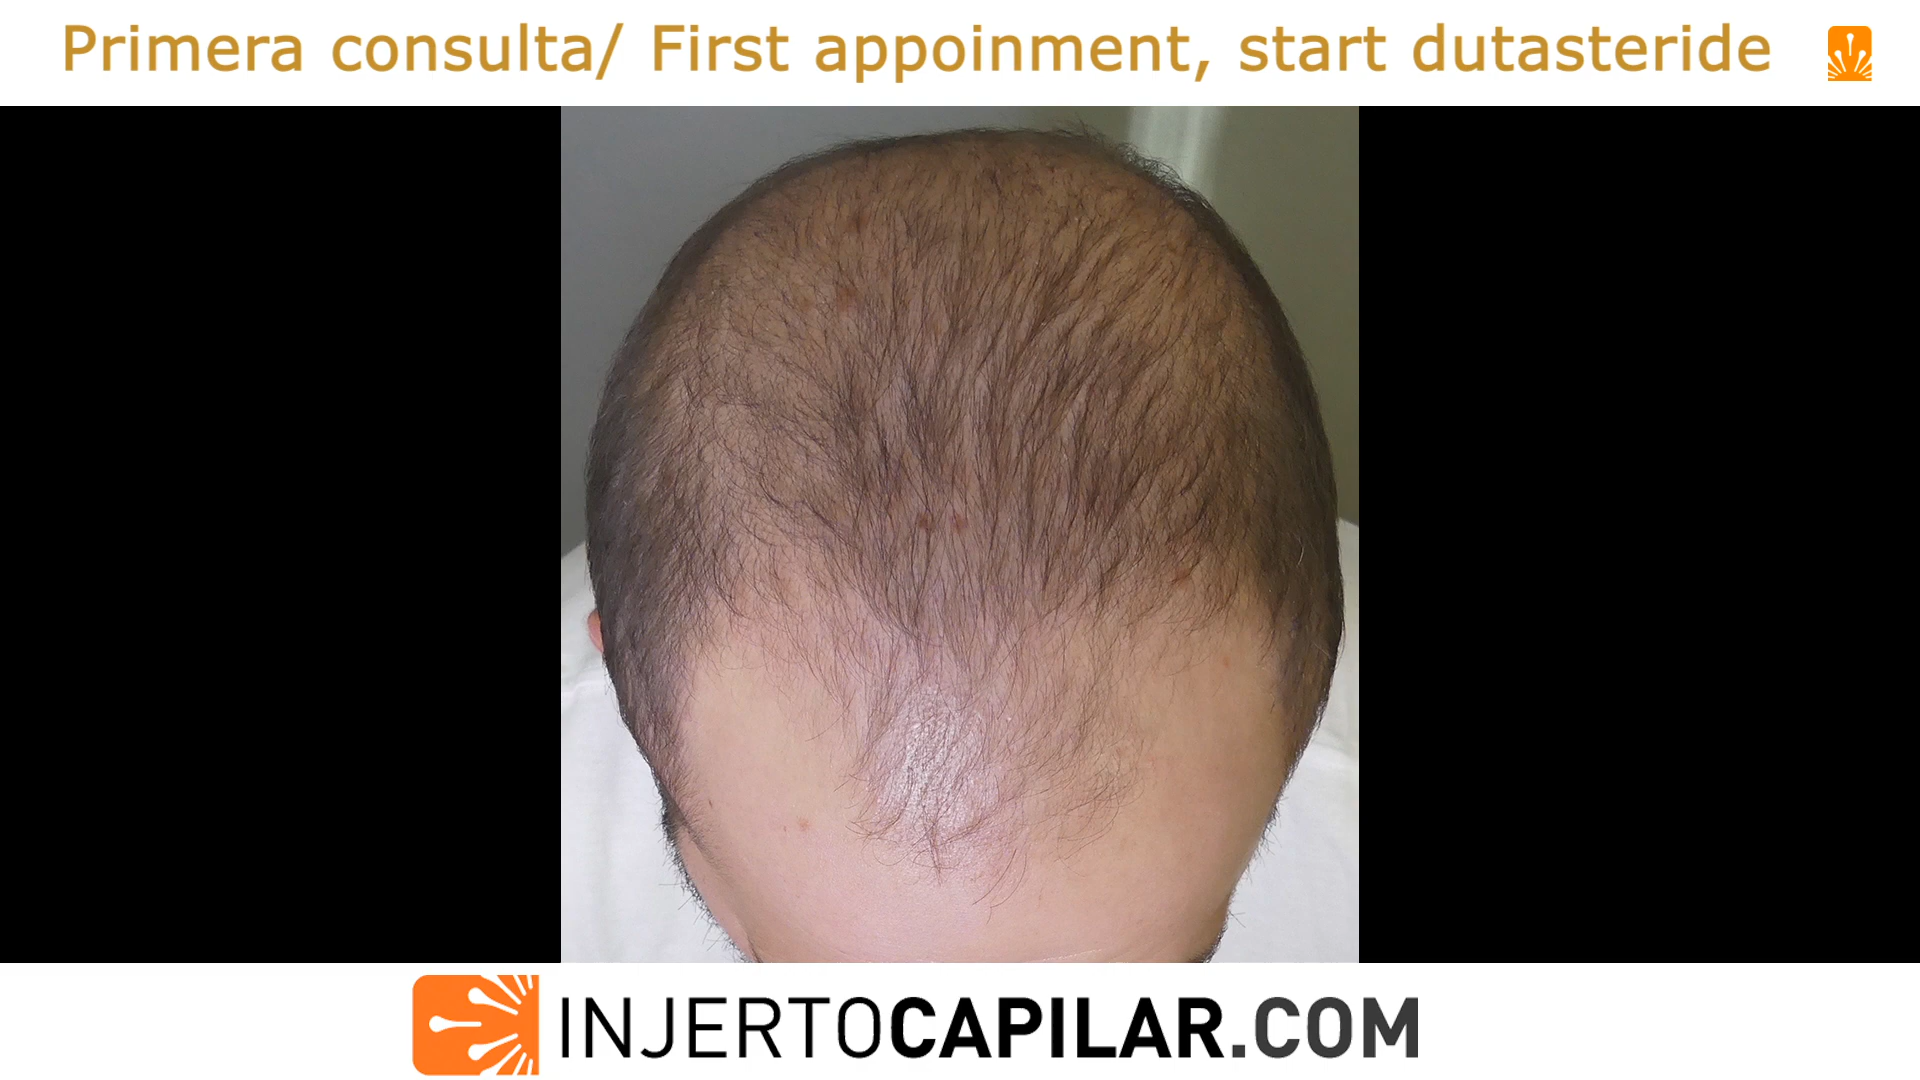 Primera consulta/ First appoinment, start dutasteride
INJERTOCAPILAR.COM